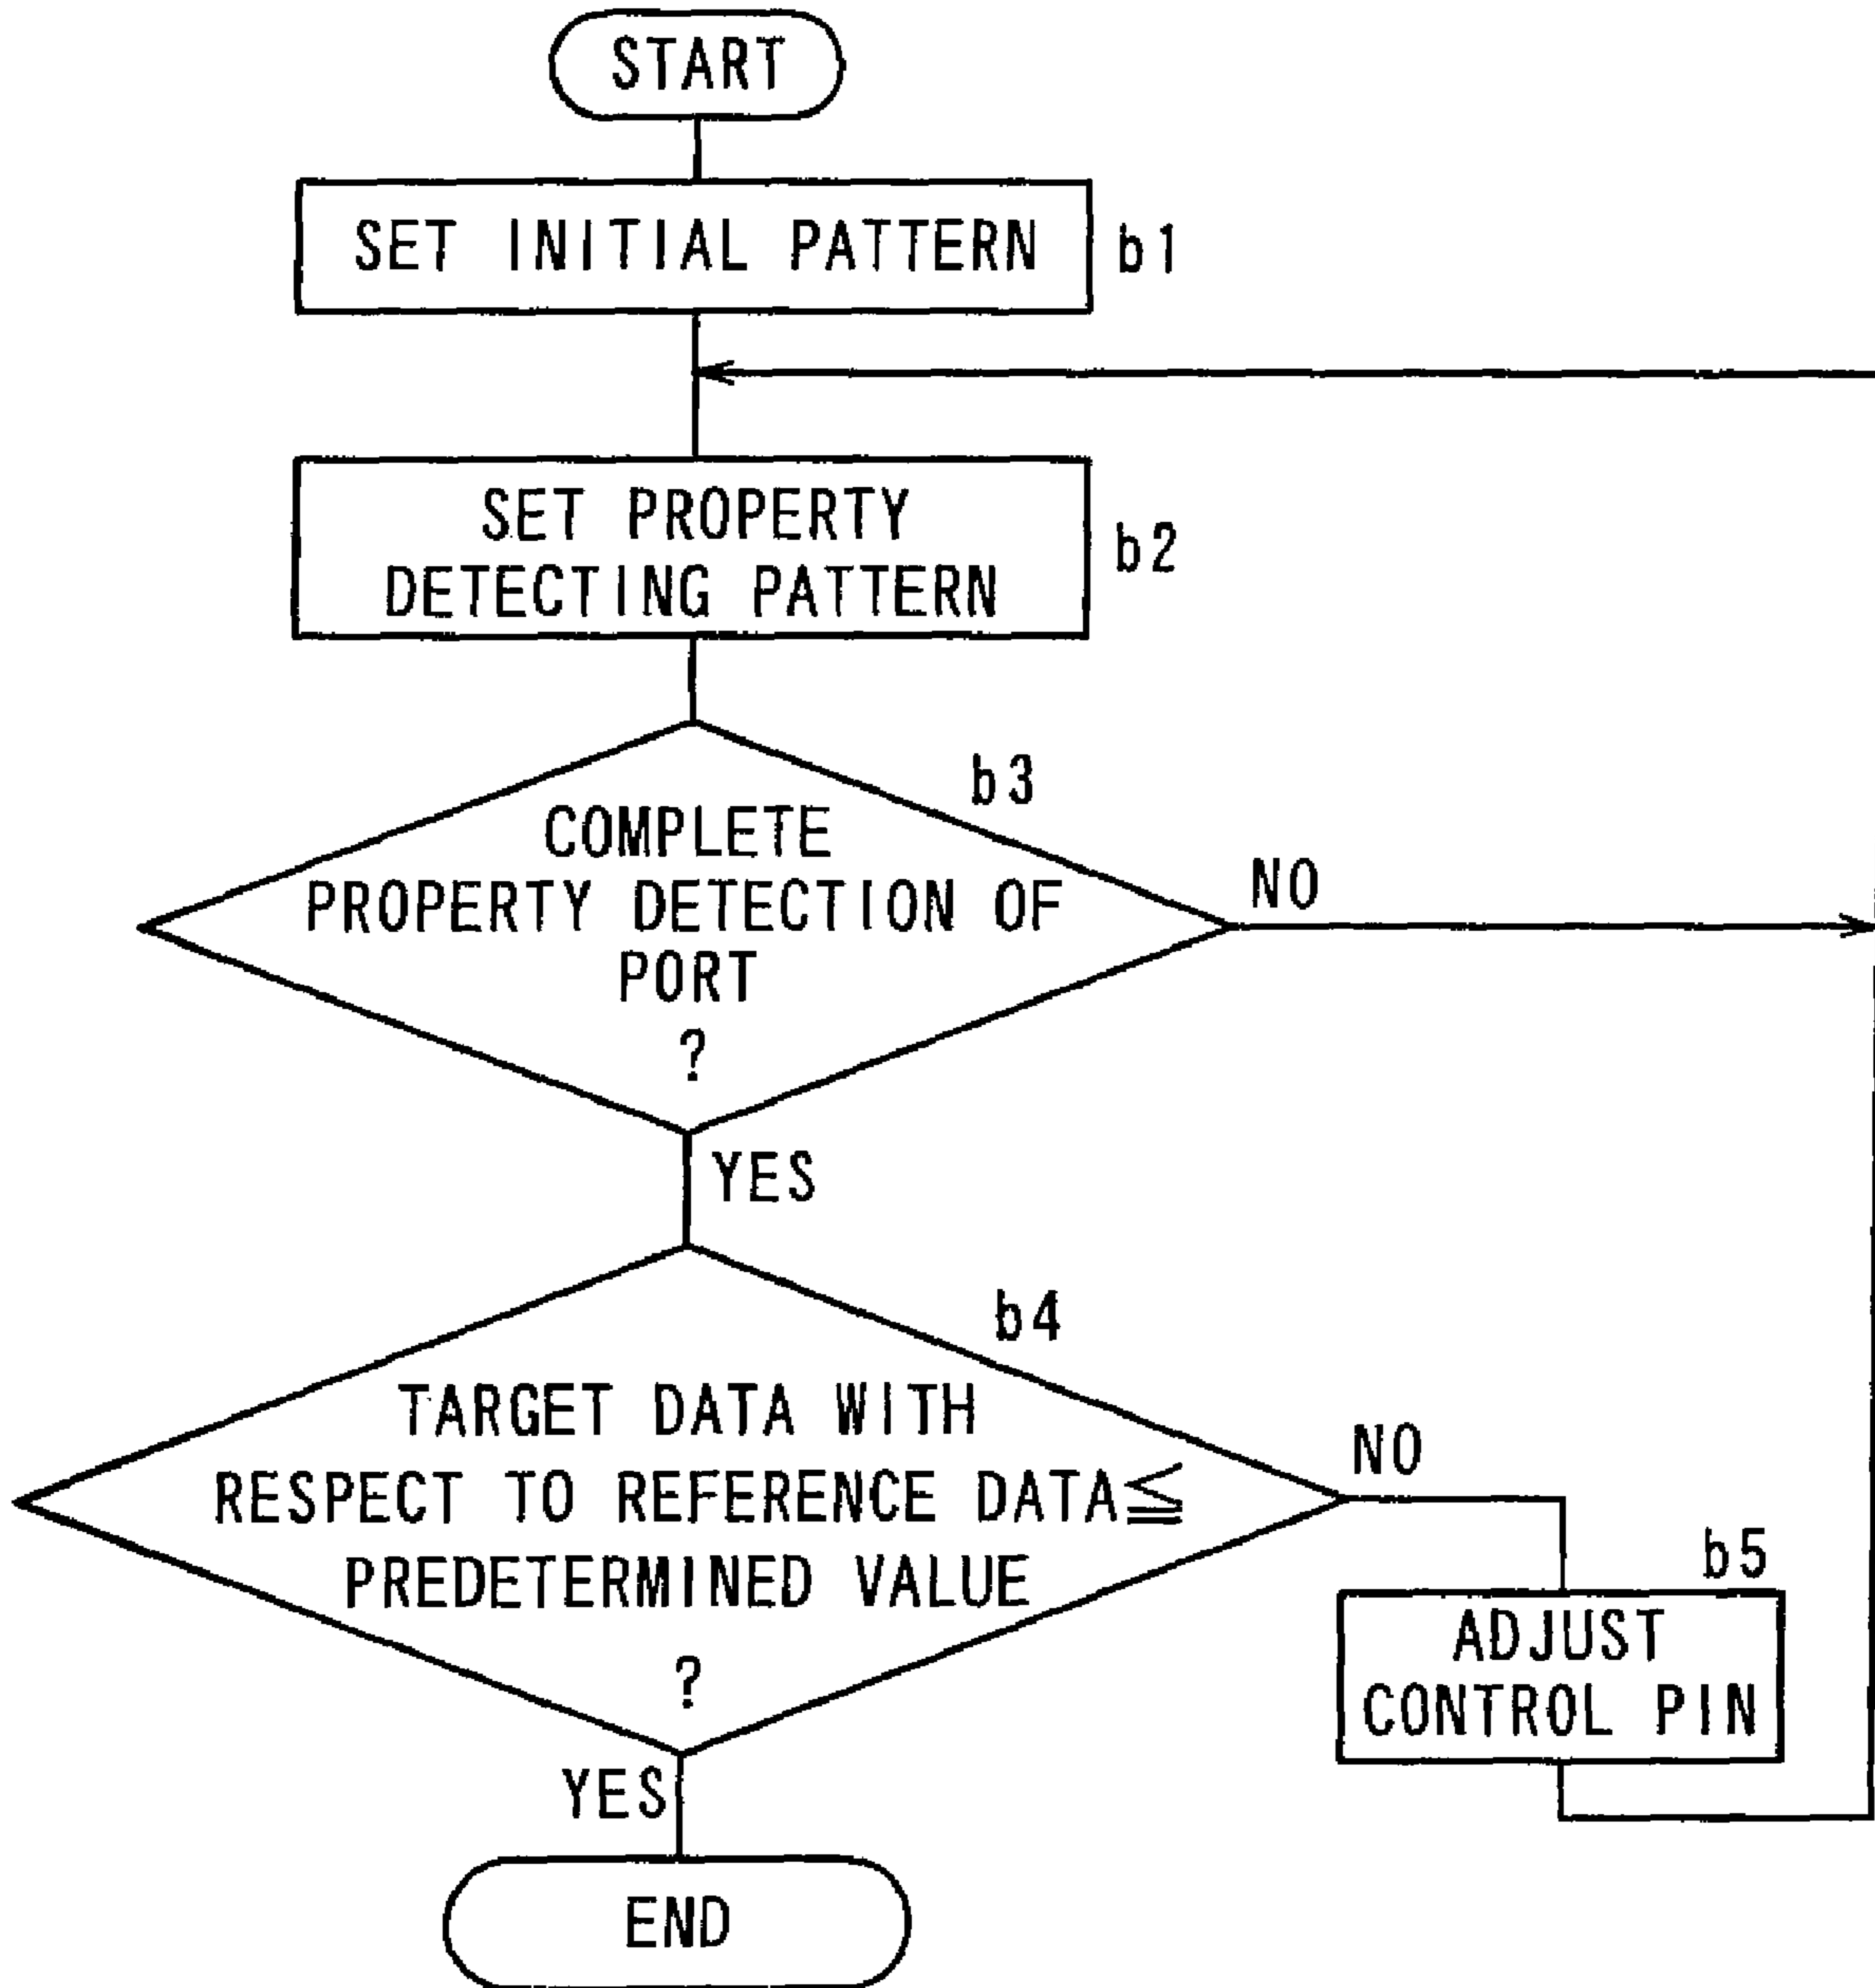 START
SET INITIAL PATTERN
b1
SET PROPERTY
DETECTING PATTERN
b2
b3
COMPLETE
PROPERTY DETECTION OF
PORT
?
NO
YES
b4
TARGET DATA WITH
RESPECT TO REFERENCE DATA≦
PREDETERMINED VALUE
?
NO
b5
ADJUST
CONTROL PIN
YES
END